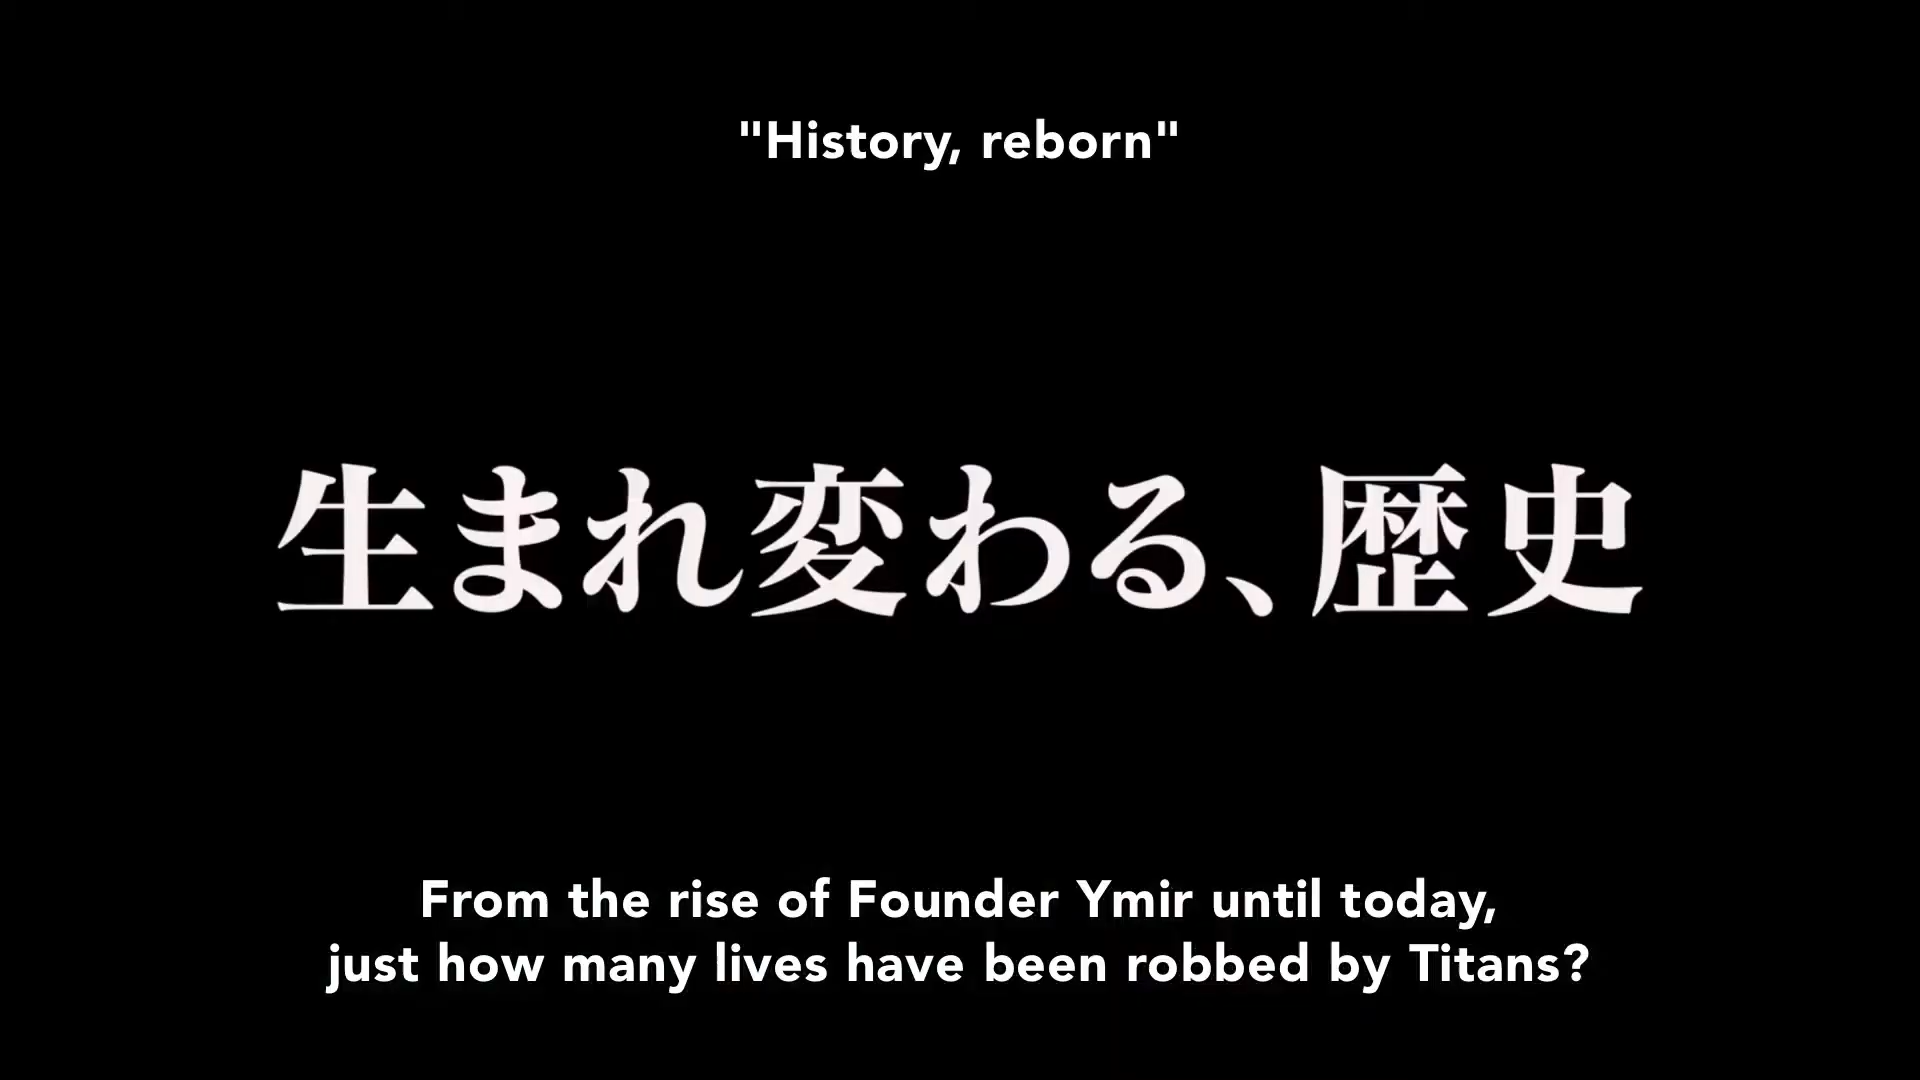 "History, reborn"
生まれ変わる、歴史
From the rise of Founder Ymir until today,
just how many lives have been robbed by Titans?